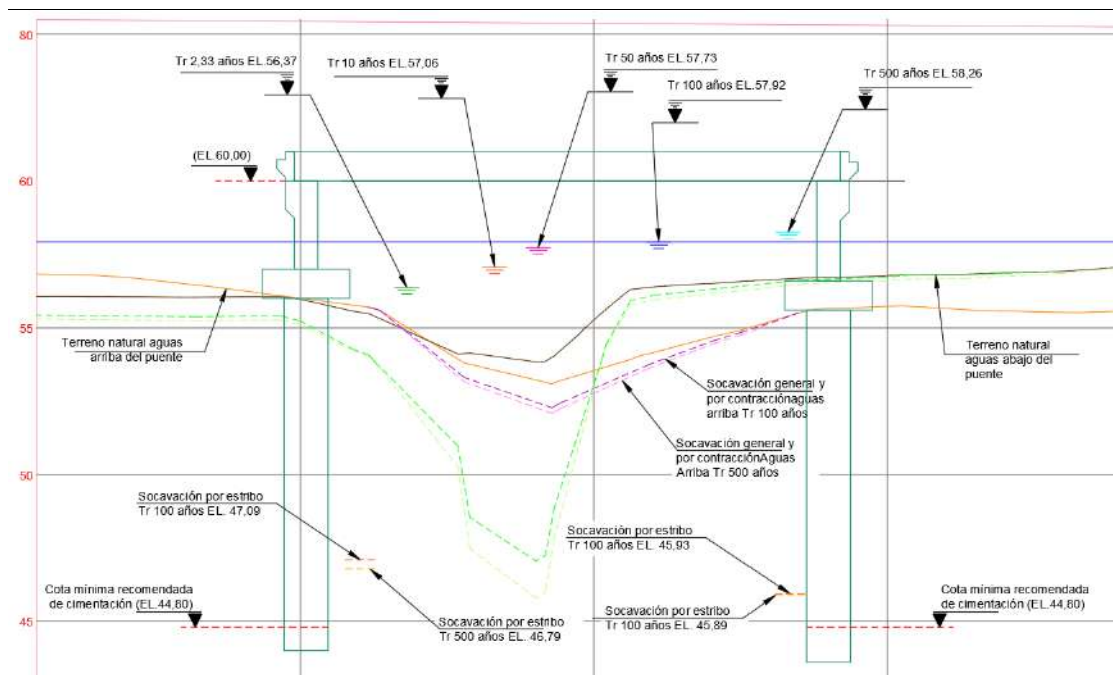 80
Tr 2,33 años EL.56,37
Tr 10 años EL.57,06
Tr 50 años EL.57,73
Tr 100 años EL.57,92
Tr 500 años EL.58,26
(EL.60,00)
60
55
Terreno natural aguas
arriba del puente
Terreno natural
aguas abajo del
puente
Socavación general y
por contracciónaguas
arriba Tr 100 años
Socavación general y
por contracciónAguas
Arriba Tr 500 años
50
Socavación por estribo
Tr 100 años EL. 47,09
Socavación por estribo
Tr 100 años EL. 45,93
Cota mínima recomendada
de cimentación (EL.44,80)
Socavación por estribo
Tr 500 años EL. 46,79
Socavación por estribo
Tr 100 años EL. 45,89
Cota mínima recomendada
de cimentación (EL.44,80)
45